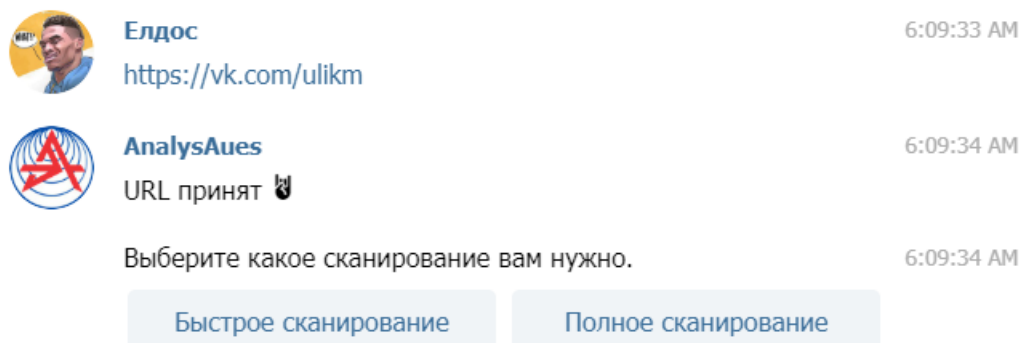 Елдос
6:09:33 AM
https://vk.com/ulikm
AnalysAues
6:09:34 AM
URL принят 🤘
Выберите какое сканирование вам нужно.
6:09:34 AM
Быстрое сканирование
Полное сканирование